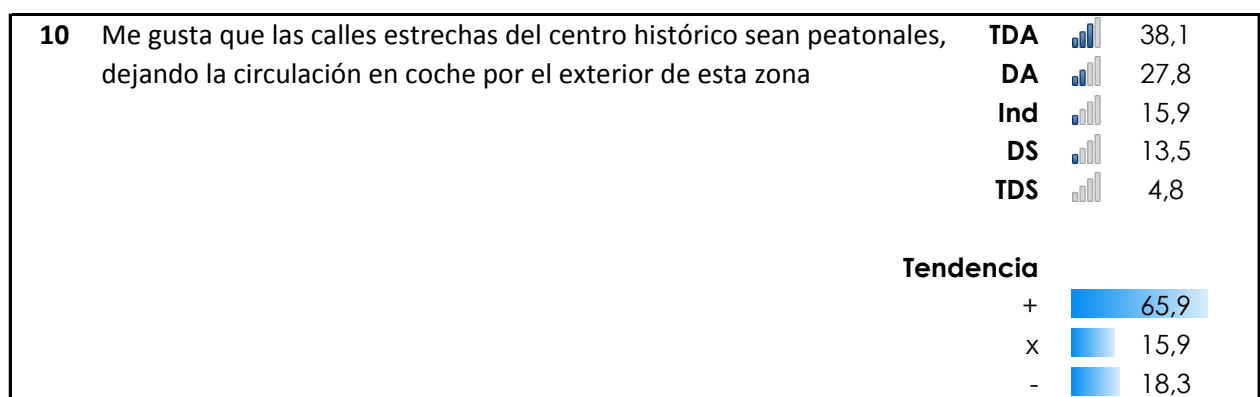 10 Me gusta que las calles estrechas del centro histórico sean peatonales, TDA 38,1
dejando la circulación en coche por el exterior de esta zona DA 27,8
Ind 15,9
DS 13,5
TDS 4,8
Tendencia
+ 65,9
x 15,9
- 18,3